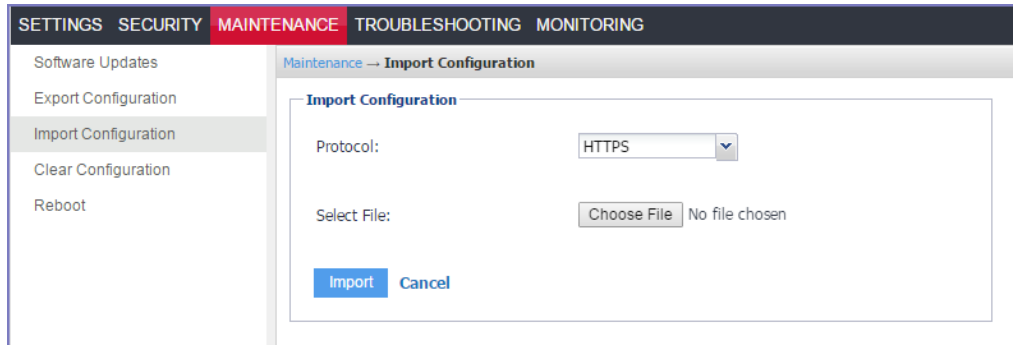 SETTINGS SECURITY MAINTENANCE TROUBLESHOOTING MONITORING
Software Updates
Export Configuration
Import Configuration
Clear Configuration
Reboot
Maintenance → Import Configuration
Import Configuration
Protocol: HTTPS
Select File: Choose File No file chosen
Import Cancel